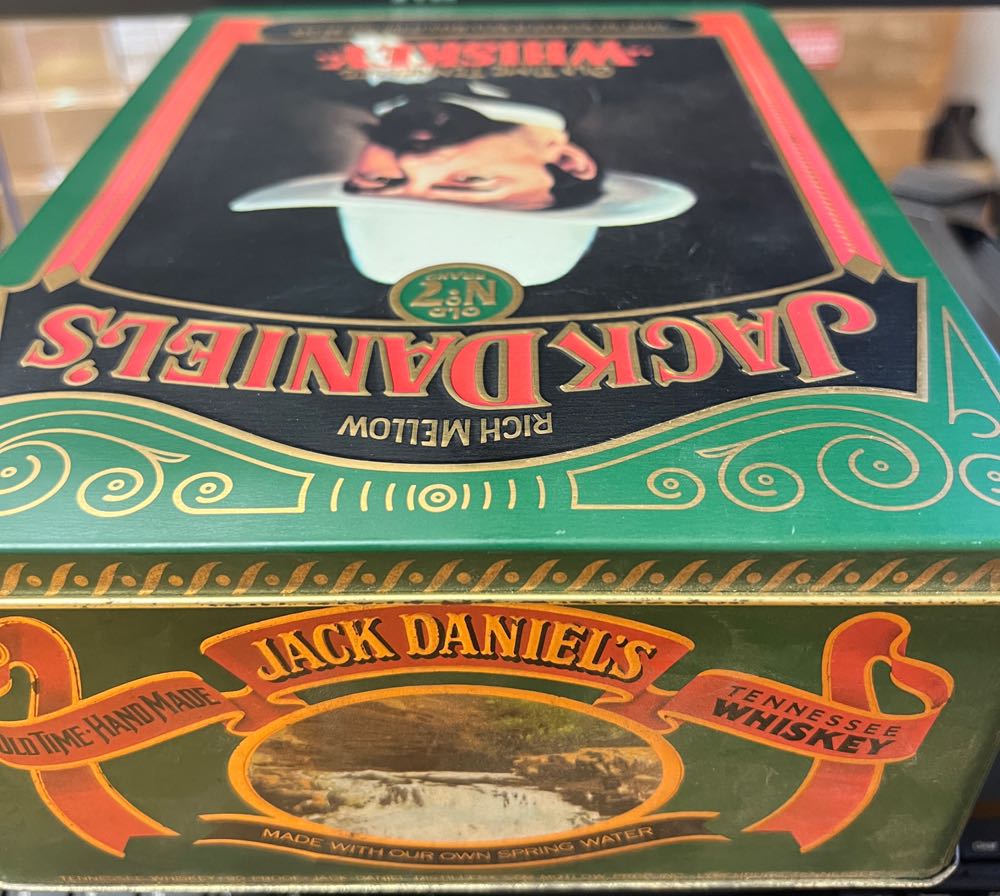 RICH MELLOW
JACK DANIEL'S
OLD
No. 7
BRAND
OLD TIME TENNESSEE
WHISKEY
JACK DANIEL'S
OLD TIME·HAND MADE
TENNESSEE
WHISKEY
MADE WITH OUR OWN SPRING WATER